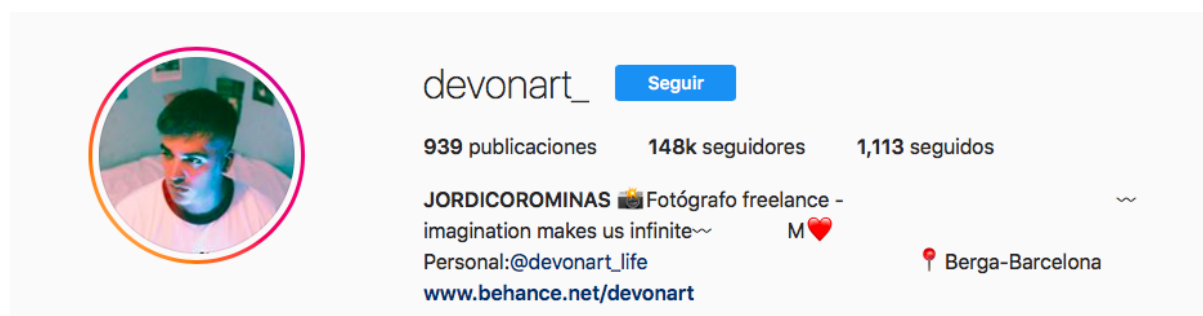 devonart_ Seguir
939 publicaciones 148k seguidores 1,113 seguidos
JORDICOROMINAS 📸Fotógrafo freelance - 〰
imagination makes us infinite〰 M❤️
Personal:@devonart_life 📍 Berga-Barcelona
www.behance.net/devonart